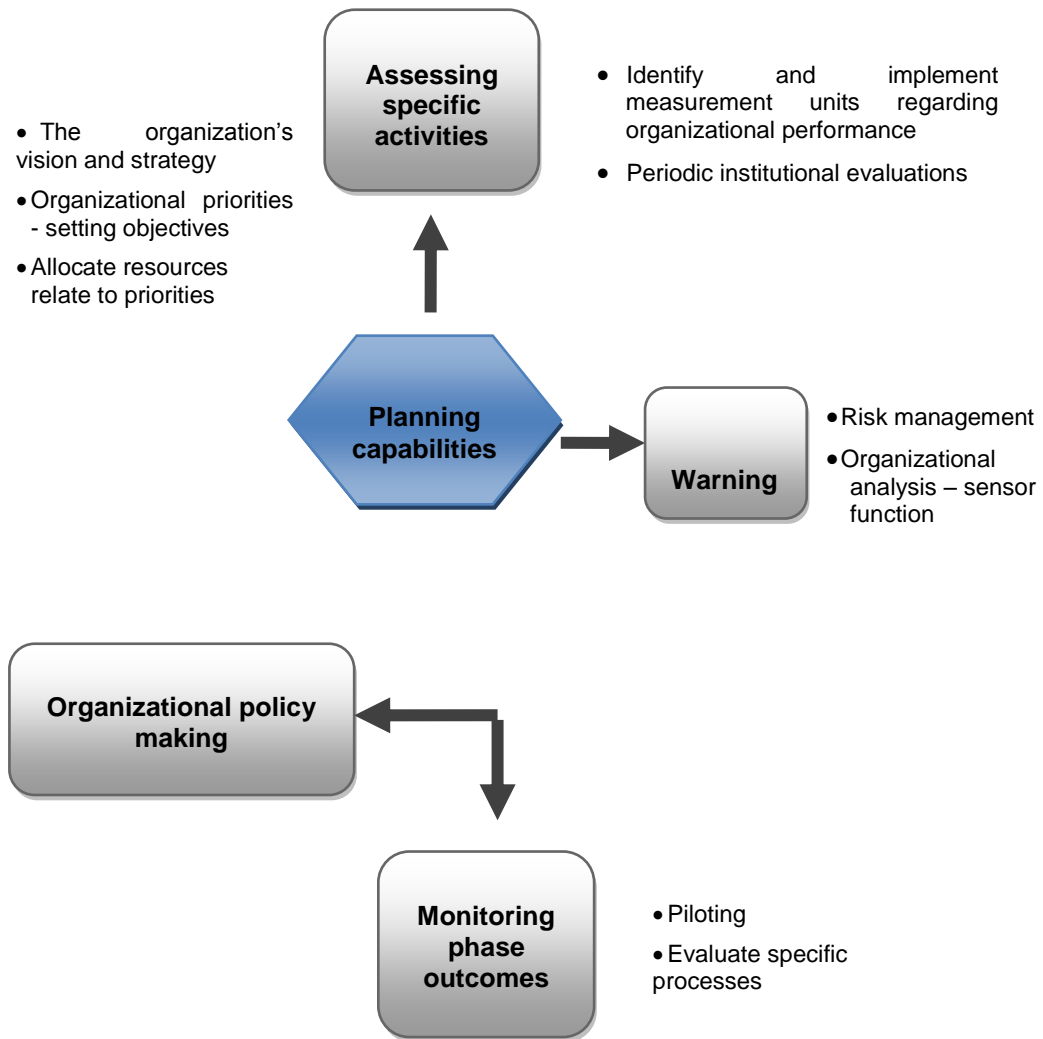 Assessing
specific
activities
• Identify and implement
measurement units regarding
organizational performance
• Periodic institutional evaluations
• The organization’s
vision and strategy
• Organizational priorities
- setting objectives
• Allocate resources
relate to priorities
Planning
capabilities
Warning
• Risk management
• Organizational
analysis – sensor
function
Organizational policy
making
Monitoring
phase
outcomes
• Piloting
• Evaluate specific
processes